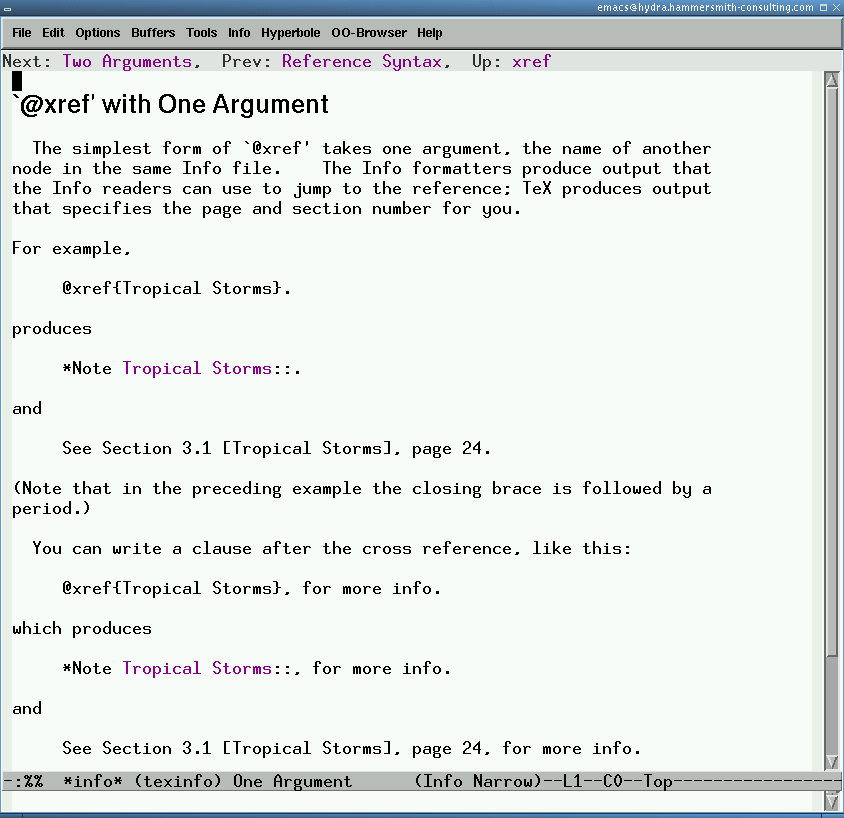 emacs@hydra.hammersmith-consulting.com
File Edit Options Buffers Tools Info Hyperbole OO-Browser Help
Next: Two Arguments,  Prev: Reference Syntax,  Up: xref
`@xref' with One Argument
The simplest form of `@xref' takes one argument, the name of another
node in the same Info file.    The Info formatters produce output that
the Info readers can use to jump to the reference; TeX produces output
that specifies the page and section number for you.
For example,
@xref{Tropical Storms}.
produces
*Note Tropical Storms::.
and
See Section 3.1 [Tropical Storms], page 24.
(Note that in the preceding example the closing brace is followed by a
period.)
You can write a clause after the cross reference, like this:
@xref{Tropical Storms}, for more info.
which produces
*Note Tropical Storms::, for more info.
and
See Section 3.1 [Tropical Storms], page 24, for more info.
-:%%  *info* (texinfo) One Argument      (Info Narrow)--L1--C0--Top-----------------